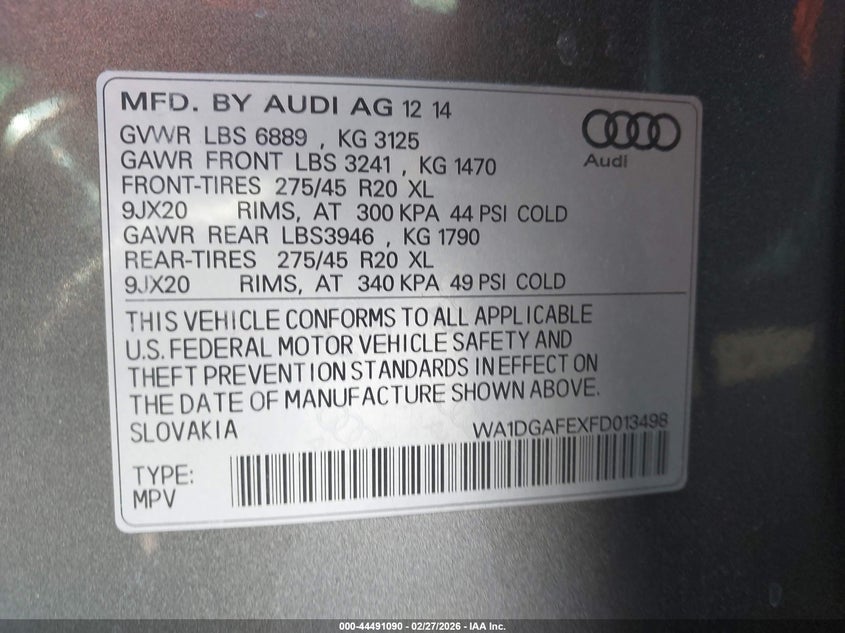 MFD. BY AUDI AG 12 14
GVWR LBS 6889 , KG 3125
GAWR FRONT LBS 3241 , KG 1470
FRONT-TIRES 275/45 R20 XL
9JX20 RIMS, AT 300 KPA 44 PSI COLD
GAWR REAR LBS3946 , KG 1790
REAR-TIRES 275/45 R20 XL
9JX20 RIMS, AT 340 KPA 49 PSI COLD
Audi
THIS VEHICLE CONFORMS TO ALL APPLICABLE
U.S. FEDERAL MOTOR VEHICLE SAFETY AND
THEFT PREVENTION STANDARDS IN EFFECT ON
THE DATE OF MANUFACTURE SHOWN ABOVE.
SLOVAKIA WA1DGAFEXFD013498
TYPE:
MPV
000-44491090 - 02/27/2026 - IAA Inc.